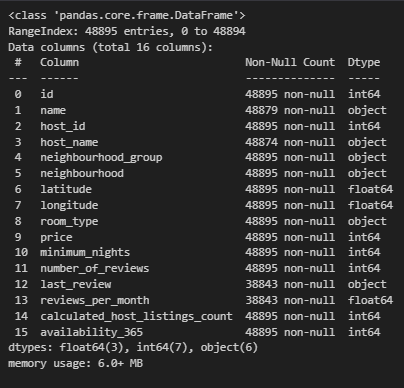 <class 'pandas.core.frame.DataFrame'>
RangeIndex: 48895 entries, 0 to 48894
Data columns (total 16 columns):
 #   Column                          Non-Null Count  Dtype
---  ------                          --------------  -----
 0   id                              48895 non-null  int64
 1   name                            48879 non-null  object
 2   host_id                         48895 non-null  int64
 3   host_name                       48874 non-null  object
 4   neighbourhood_group             48895 non-null  object
 5   neighbourhood                   48895 non-null  object
 6   latitude                        48895 non-null  float64
 7   longitude                       48895 non-null  float64
 8   room_type                       48895 non-null  object
 9   price                           48895 non-null  int64
 10  minimum_nights                  48895 non-null  int64
 11  number_of_reviews               48895 non-null  int64
 12  last_review                     38843 non-null  object
 13  reviews_per_month               38843 non-null  float64
 14  calculated_host_listings_count  48895 non-null  int64
 15  availability_365                48895 non-null  int64
dtypes: float64(3), int64(7), object(6)
memory usage: 6.0+ MB